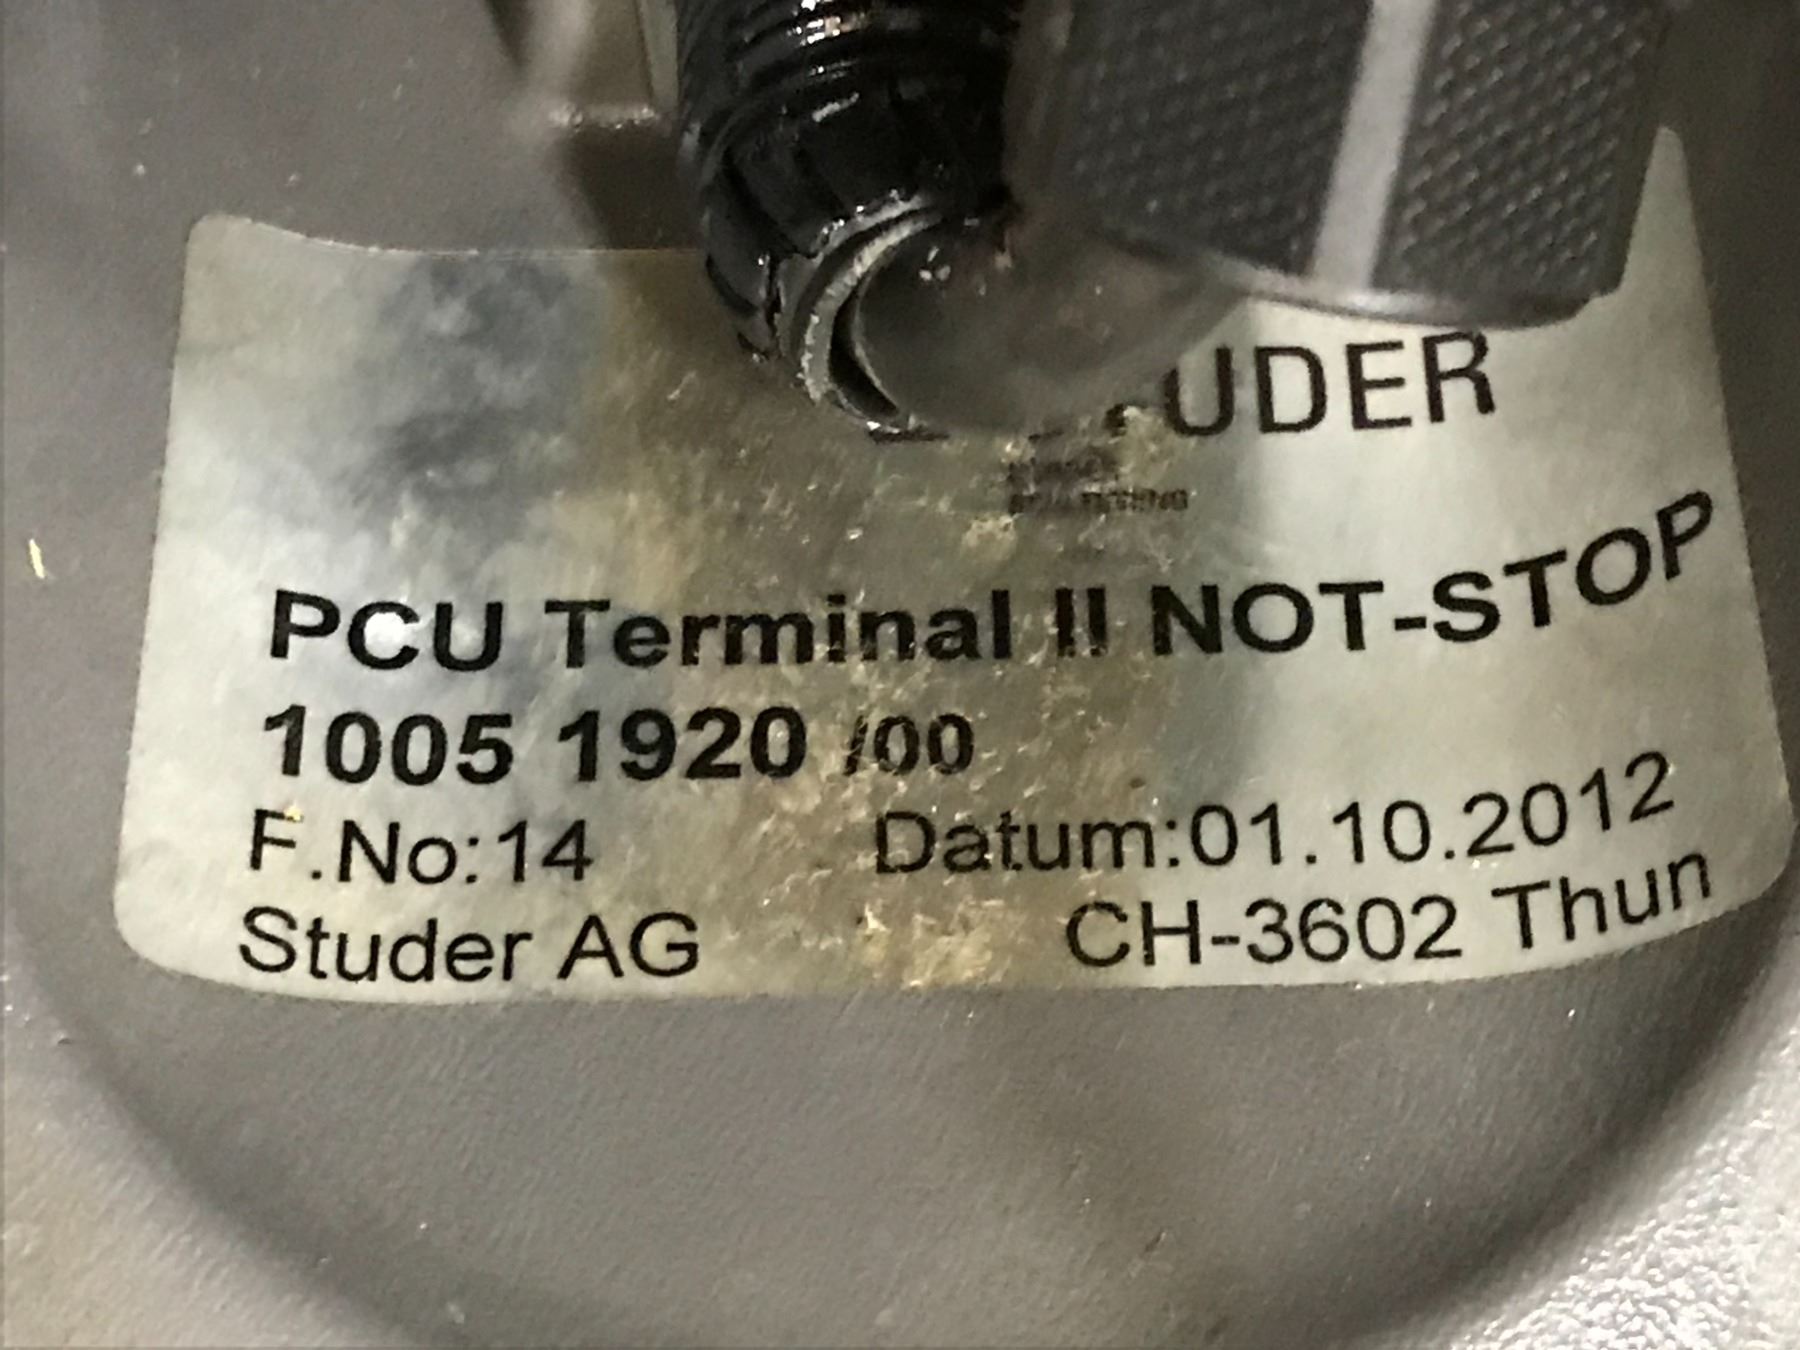 UDER
PCU Terminal II NOT-STOP
1005 1920 /00
F.No:14 Datum:01.10.2012
Studer AG CH-3602 Thun